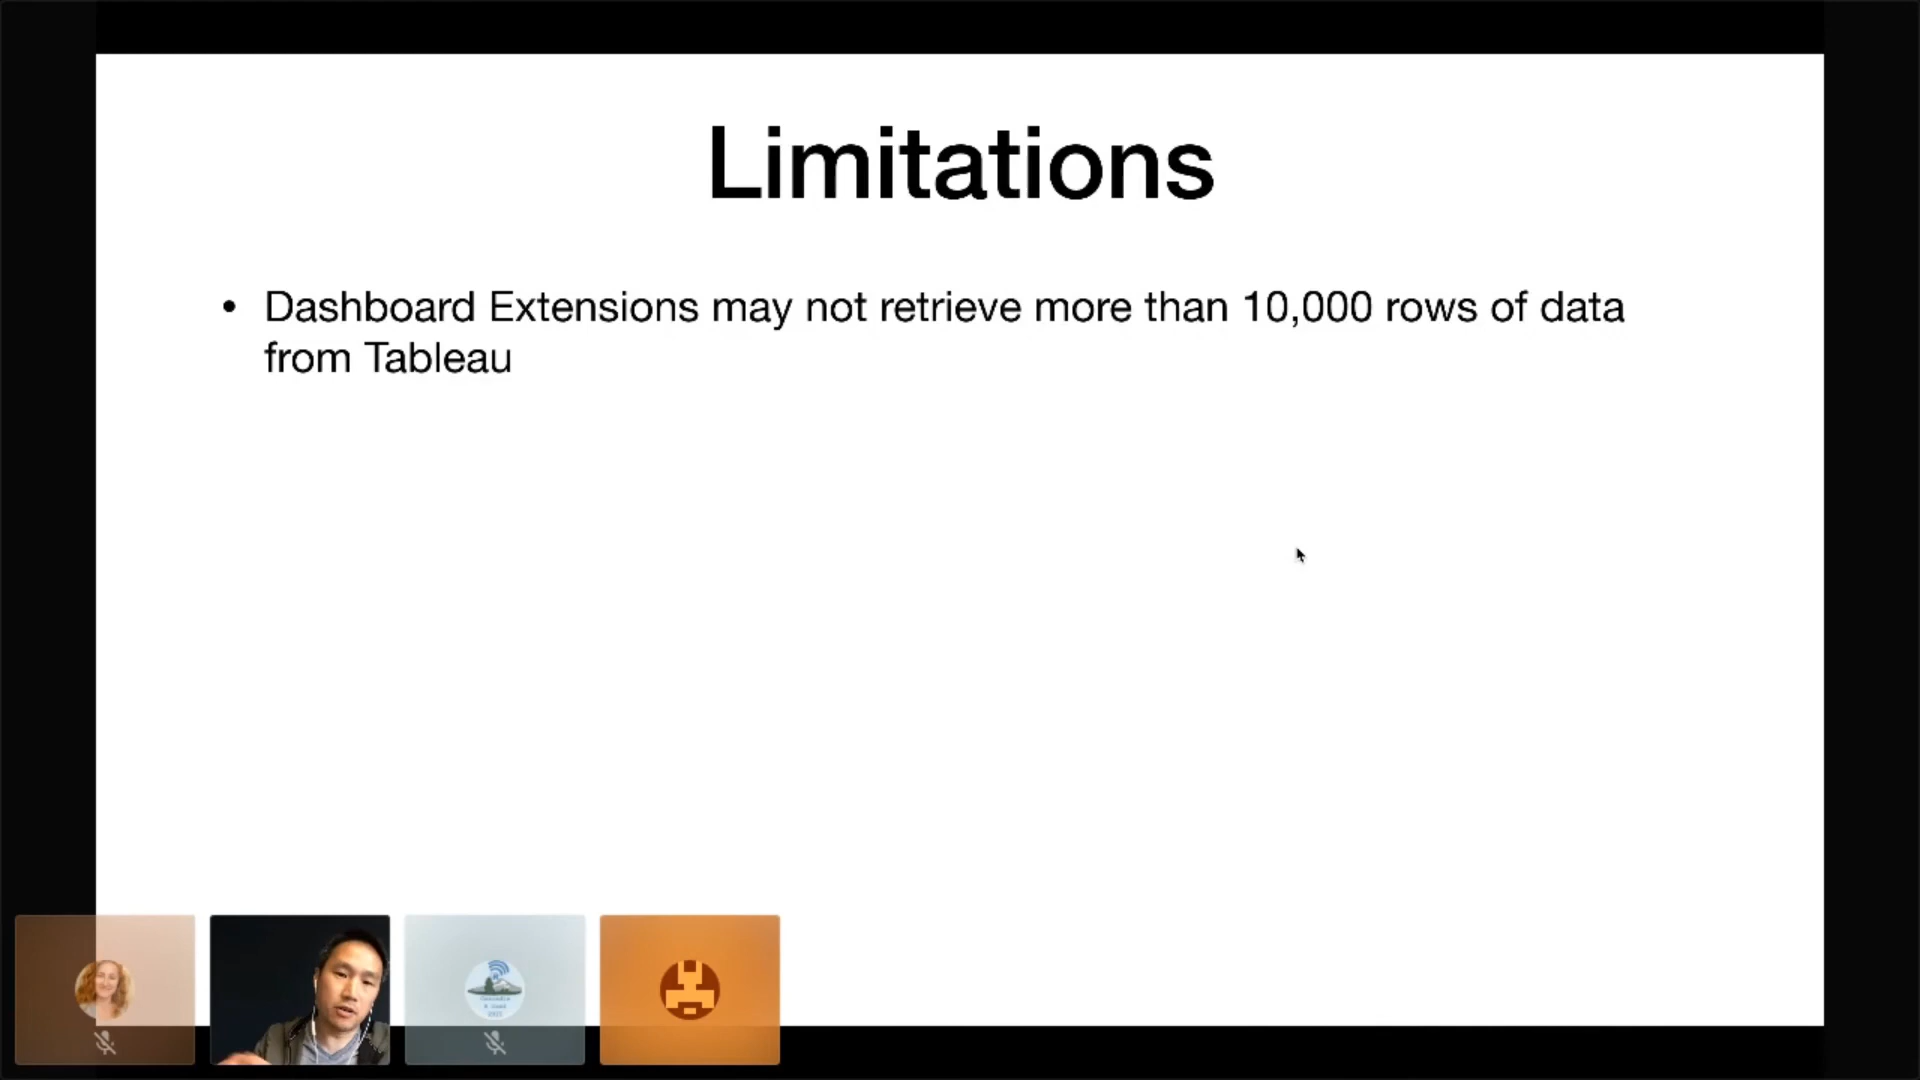 Limitations
• Dashboard Extensions may not retrieve more than 10,000 rows of data
from Tableau